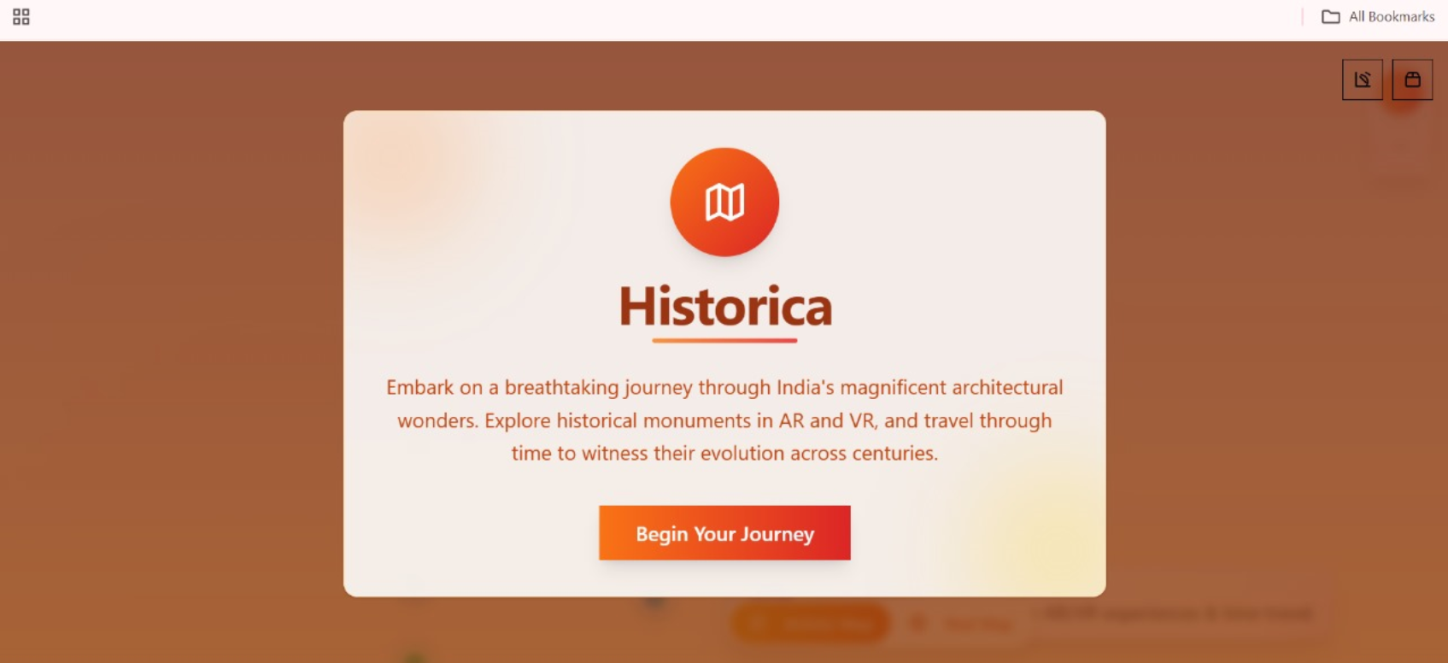 All Bookmarks
Historica
Embark on a breathtaking journey through India's magnificent architectural
wonders. Explore historical monuments in AR and VR, and travel through
time to witness their evolution across centuries.
Begin Your Journey